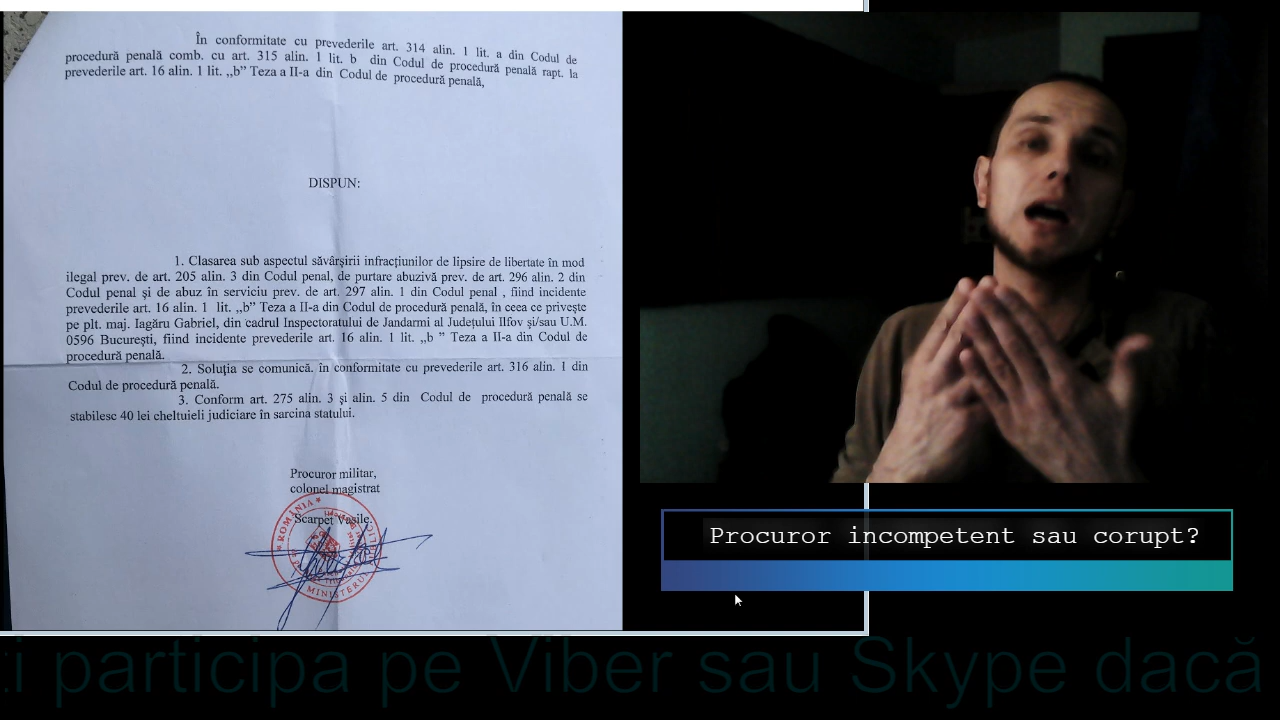 În conformitate cu prevederile art. 314 alin. 1 lit. a din Codul de
procedură penală comb. cu art. 315 alin. 1 lit. b din Codul de procedură penală rapt. la
prevederile art. 16 alin. 1 lit. ,,b” Teza a II-a din Codul de procedură penală,
DISPUN:
1. Clasarea sub aspectul săvârşirii infracţiunilor de lipsire de libertate în mod
ilegal prev. de art. 205 alin. 3 din Codul penal, de purtare abuzivă prev. de art. 296 alin. 2 din
Codul penal şi de abuz în serviciu prev. de art. 297 alin. 1 din Codul penal , fiind incidente
prevederile art. 16 alin. 1 lit. ,,b” Teza a II-a din Codul de procedură penală, în ceea ce priveşte
pe plt. maj. Iagăru Gabriel, din cadrul Inspectoratului de Jandarmi al Judeţului Ilfov şi/sau U.M.
0596 Bucureşti, fiind incidente prevederile art. 16 alin. 1 lit. ,,b ” Teza a II-a din Codul de
procedură penală.
2. Soluţia se comunică. în conformitate cu prevederile art. 316 alin. 1 din
Codul de procedură penală.
3. Conform art. 275 alin. 3 şi alin. 5 din Codul de procedură penală se
stabilesc 40 lei cheltuieli judiciare în sarcina statului.
Procuror militar,
colonel magistrat
Scarpeţ Vasile.
ROMÂNIA
MINISTERUL
Procuror incompetent sau corupt?
ti participa pe Viber sau Skype dacă